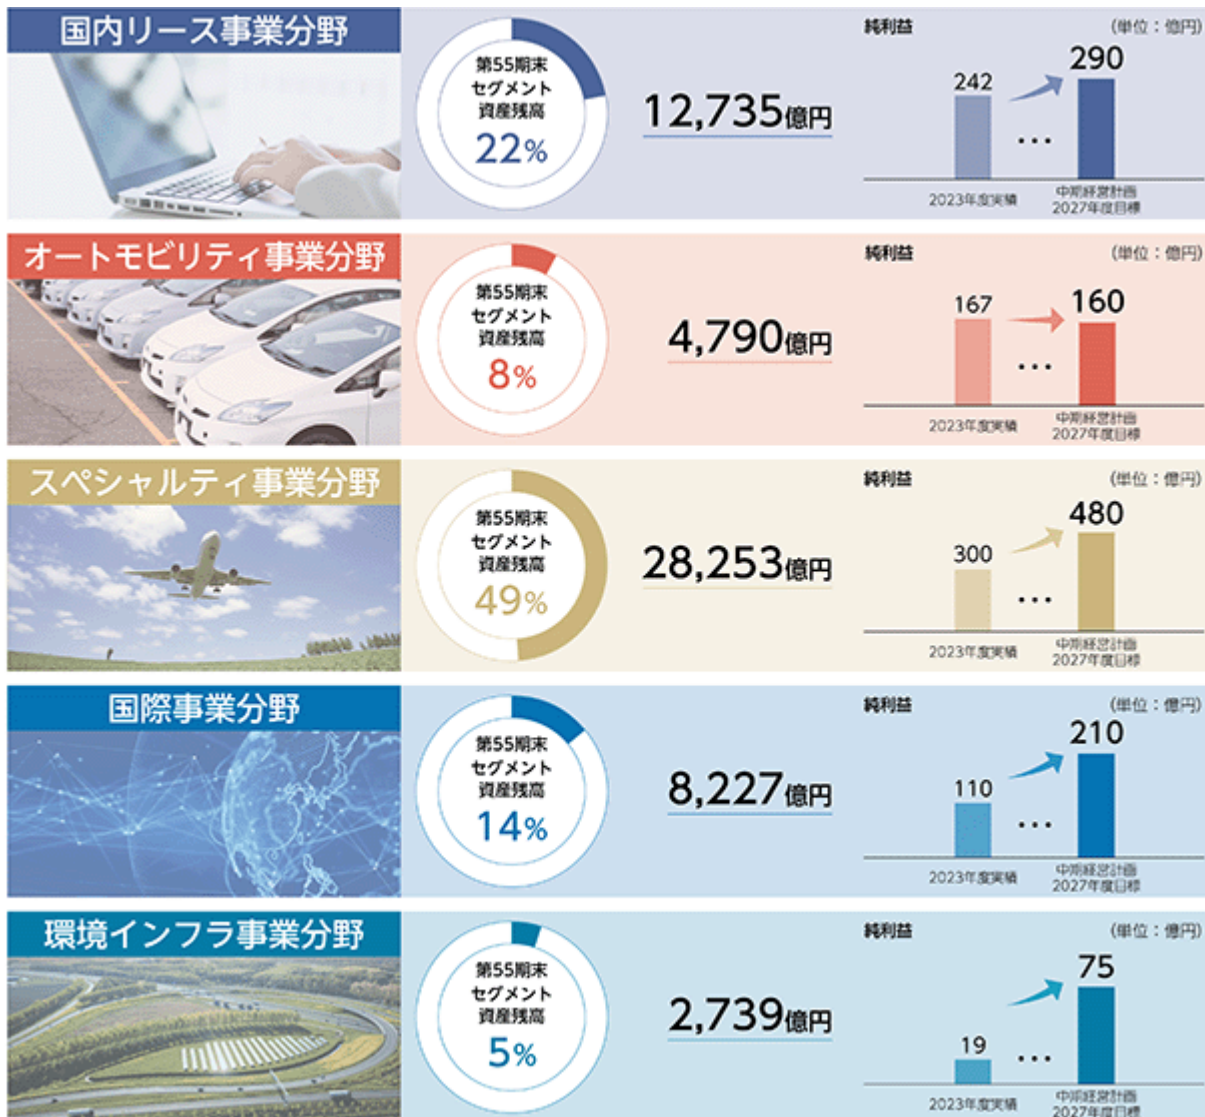 国内リース事業分野
第55期末
セグメント
資産残高
22%
12,735億円
純利益
(単位:億円)
242
290
...
2023年度実績
中期経営計画
2027年度目標
オートモビリティ事業分野
第55期末
セグメント
資産残高
8%
4,790億円
純利益
(単位:億円)
167
160
...
2023年度実績
中期経営計画
2027年度目標
スペシャルティ事業分野
第55期末
セグメント
資産残高
49%
28,253億円
純利益
(単位:億円)
300
480
...
2023年度実績
中期経営計画
2027年度目標
国際事業分野
第55期末
セグメント
資産残高
14%
8,227億円
純利益
(単位:億円)
110
210
...
2023年度実績
中期経営計画
2027年度目標
環境インフラ事業分野
第55期末
セグメント
資産残高
5%
2,739億円
純利益
(単位:億円)
19
75
...
2023年度実績
中期経営計画
2027年度目標